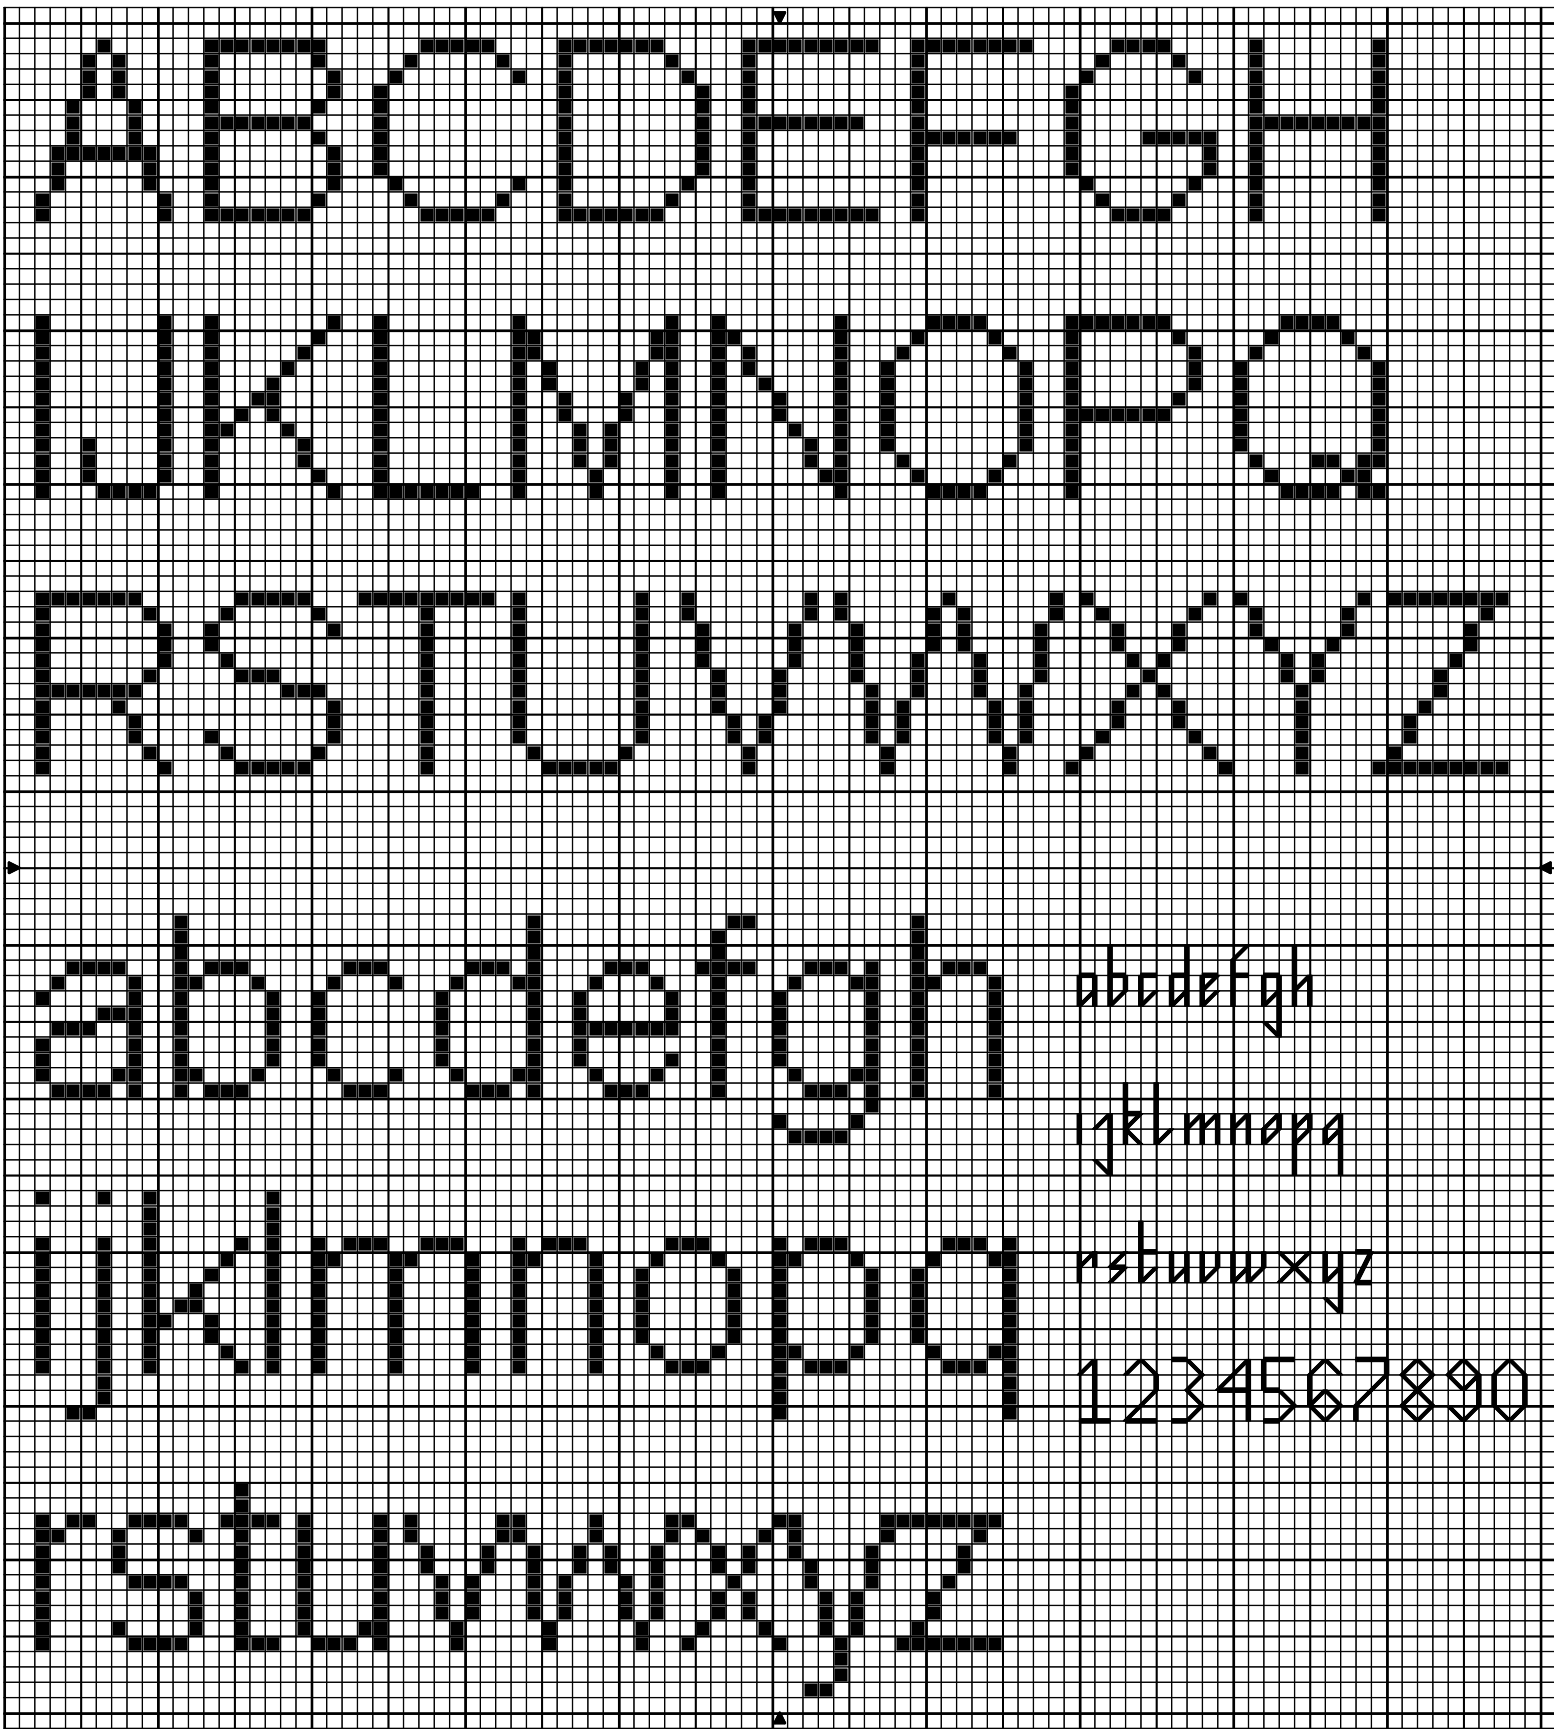 ABCDEFGH
IJKLMNOPQ
RSTUVWXYZ
abcdefgh
abcdefgh
ijklmnopq
ijklmnopq
rstuvwxyz
1234567890
rstuvwxyz